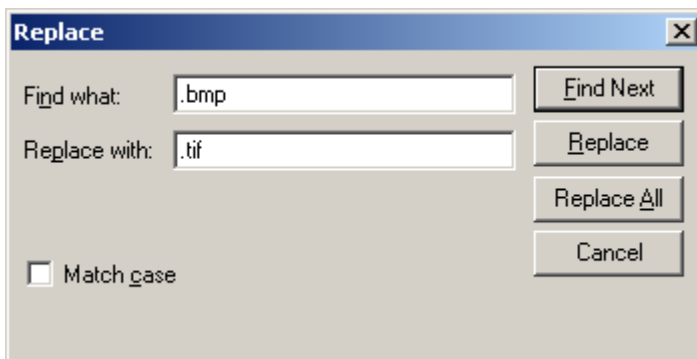 Replace
Find what: .bmp
Find Next
Replace with: .tif
Replace
Replace All
Cancel
Match case